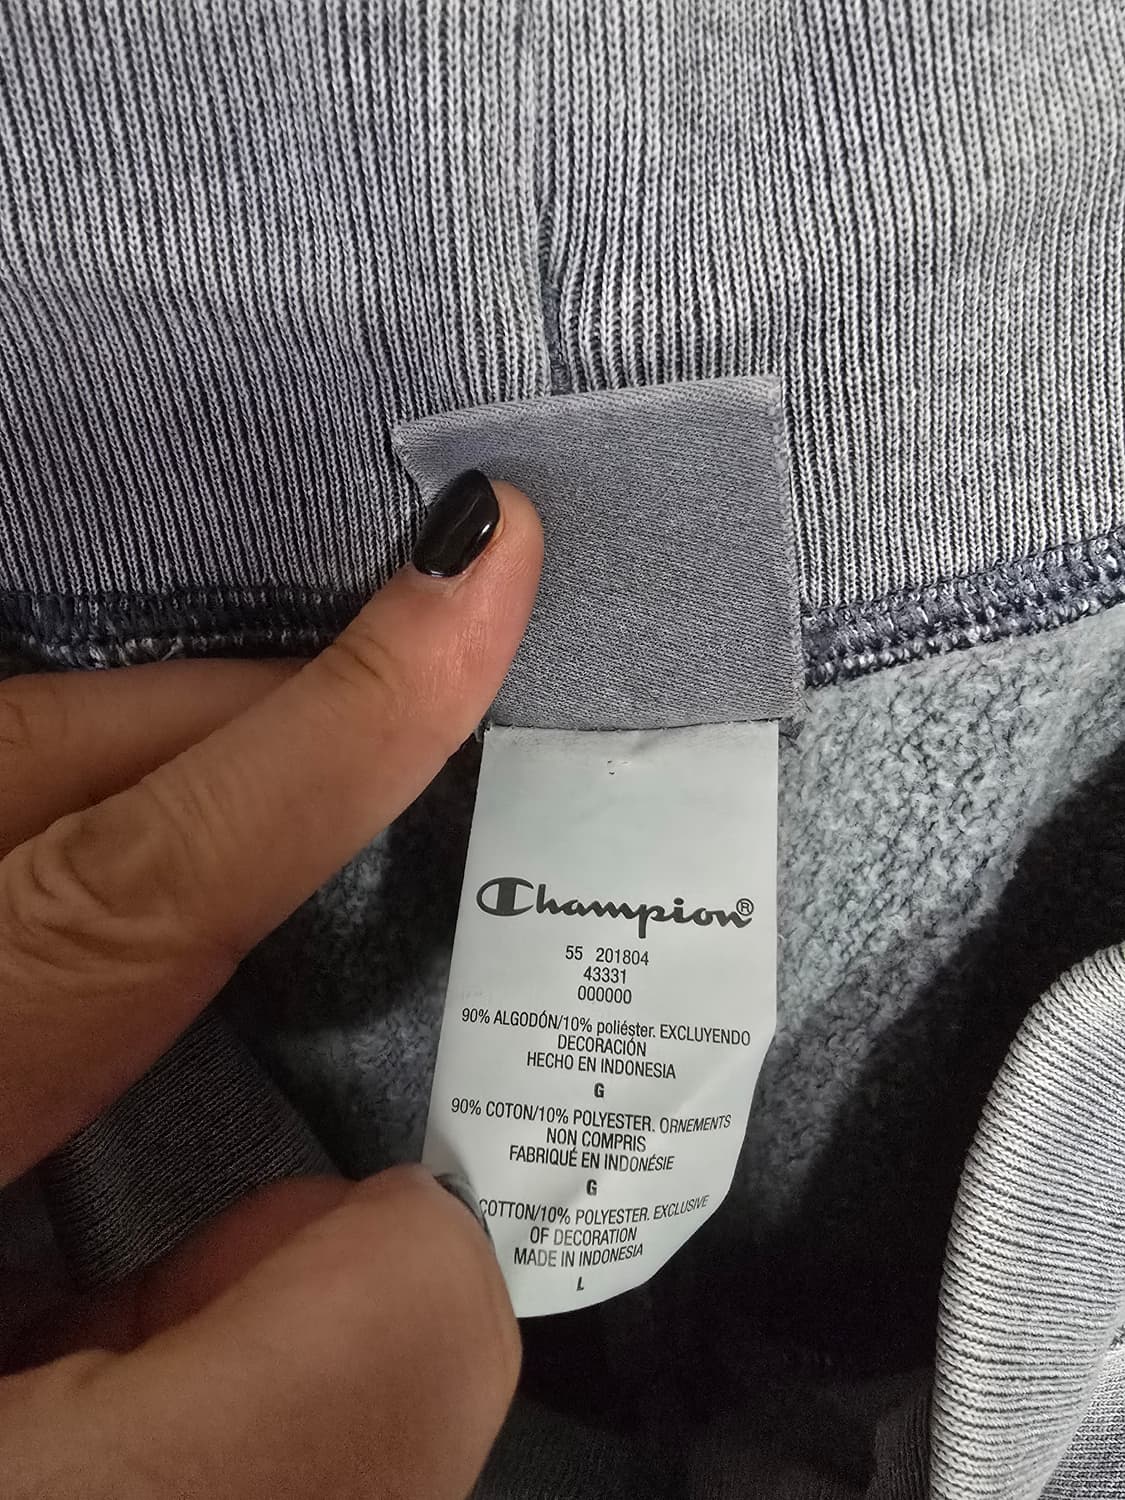 Champion®
55 201804
43331
000000
90% ALGODÓN/10% poliéster. EXCLUYENDO
DECORACIÓN
HECHO EN INDONESIA
G
90% COTON/10% POLYESTER. ORNEMENTS
NON COMPRIS
FABRIQUÉ EN INDONÉSIE
G
COTTON/10% POLYESTER. EXCLUSIVE
OF DECORATION
MADE IN INDONESIA
L